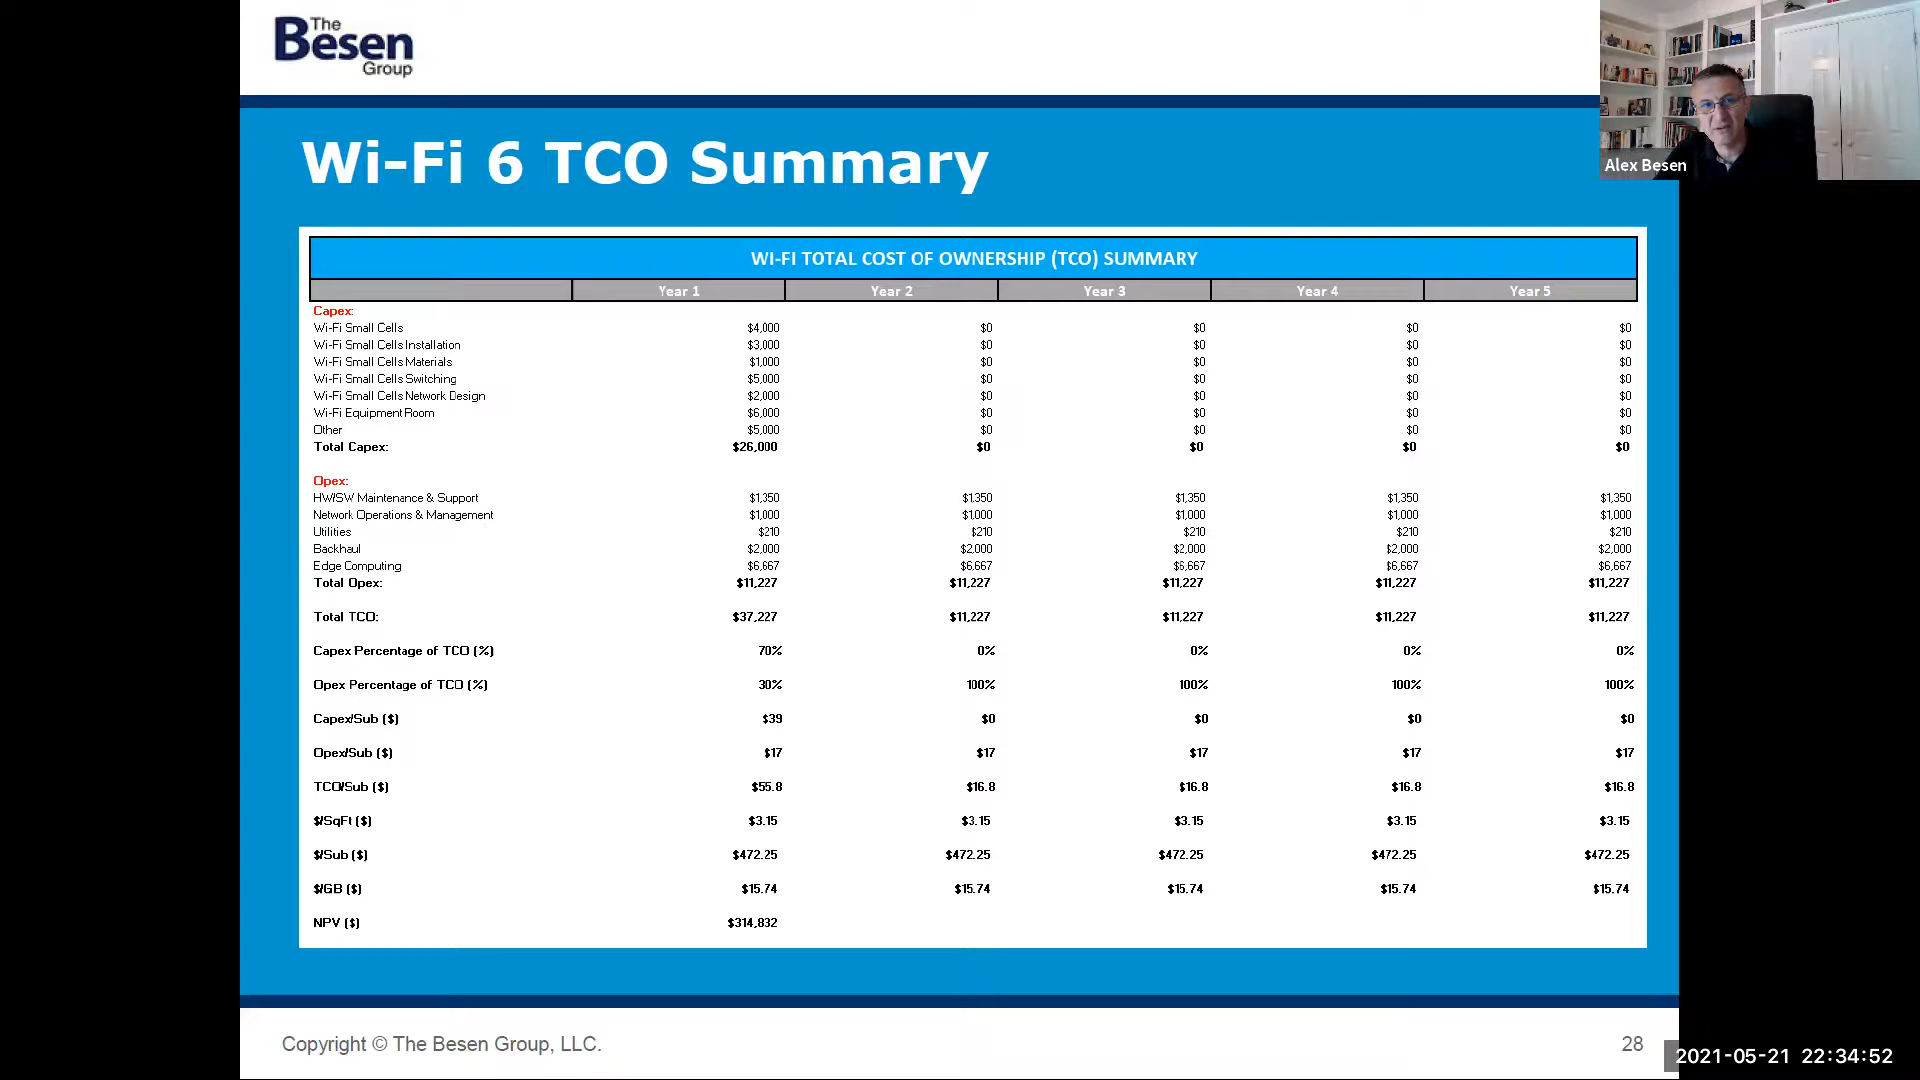 The
Besen
Group
Alex Besen
Wi-Fi 6 TCO Summary
WI-FI TOTAL COST OF OWNERSHIP (TCO) SUMMARY
Year 1 Year 2 Year 3 Year 4 Year 5
Capex:
Wi-Fi Small Cells $4,000 $0 $0 $0 $0
Wi-Fi Small Cells Installation $3,000 $0 $0 $0 $0
Wi-Fi Small Cells Materials $1,000 $0 $0 $0 $0
Wi-Fi Small Cells Switching $5,000 $0 $0 $0 $0
Wi-Fi Small Cells Network Design $2,000 $0 $0 $0 $0
Wi-Fi Equipment Room $6,000 $0 $0 $0 $0
Other $5,000 $0 $0 $0 $0
Total Capex: $26,000 $0 $0 $0 $0
Opex:
HW/SW Maintenance & Support $1,350 $1,350 $1,350 $1,350 $1,350
Network Operations & Management $1,000 $1,000 $1,000 $1,000 $1,000
Utilities $210 $210 $210 $210 $210
Backhaul $2,000 $2,000 $2,000 $2,000 $2,000
Edge Computing $6,667 $6,667 $6,667 $6,667 $6,667
Total Opex: $11,227 $11,227 $11,227 $11,227 $11,227
Total TCO: $37,227 $11,227 $11,227 $11,227 $11,227
Capex Percentage of TCO (%) 70% 0% 0% 0% 0%
Opex Percentage of TCO (%) 30% 100% 100% 100% 100%
Capex/Sub ($) $39 $0 $0 $0 $0
Opex/Sub ($) $17 $17 $17 $17 $17
TCO/Sub ($) $55.8 $16.8 $16.8 $16.8 $16.8
$/SqFt ($) $3.15 $3.15 $3.15 $3.15 $3.15
$/Sub ($) $472.25 $472.25 $472.25 $472.25 $472.25
$/GB ($) $15.74 $15.74 $15.74 $15.74 $15.74
NPV ($) $314,832
Copyright © The Besen Group, LLC.
28
2021-05-21 22:34:52